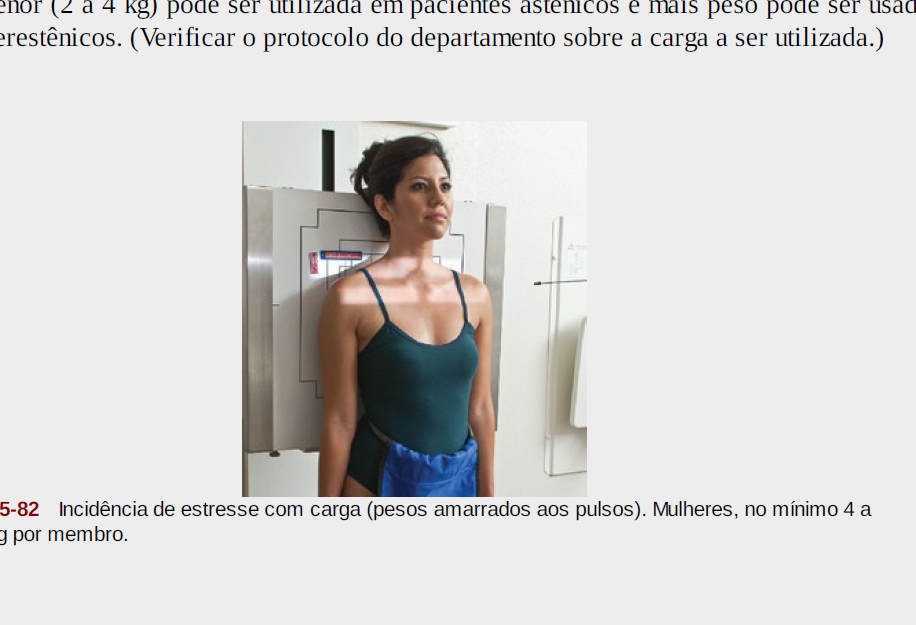 enor (2 a 4 kg) pode ser utilizada em pacientes astênicos e mais peso pode ser usad
erestênicos. (Verificar o protocolo do departamento sobre a carga a ser utilizada.)
5-82 Incidência de estresse com carga (pesos amarrados aos pulsos). Mulheres, no mínimo 4 a
g por membro.